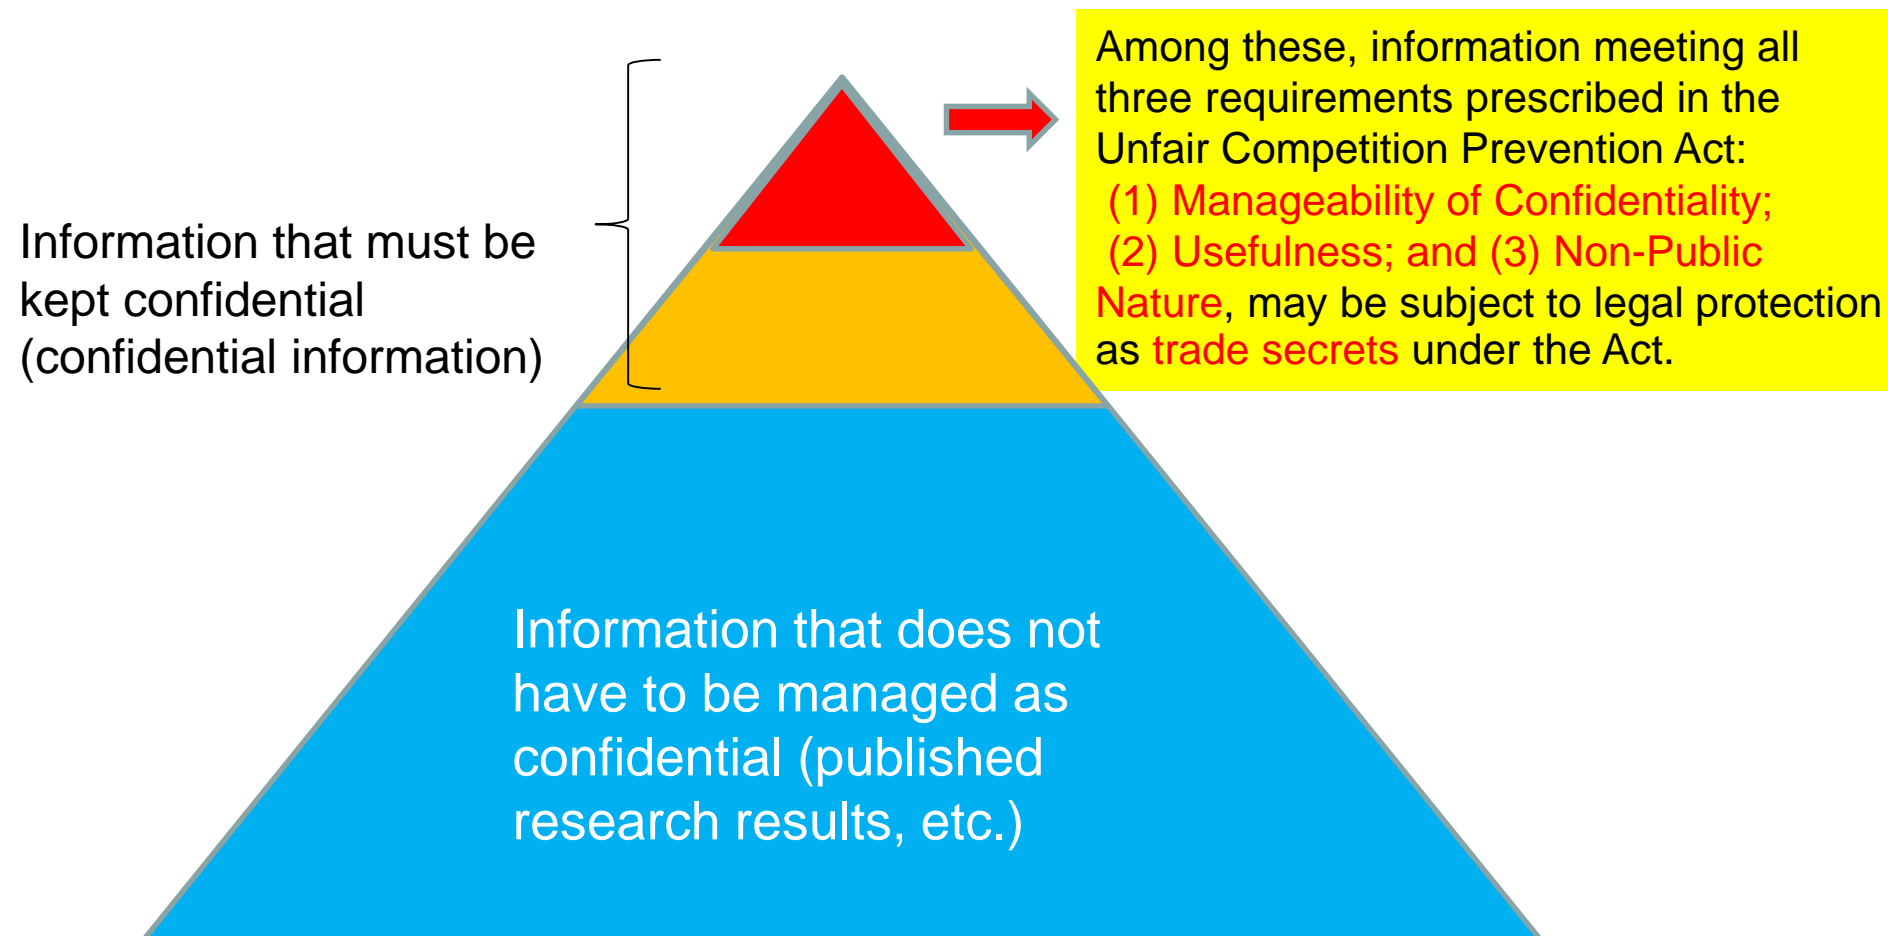 Information that must be
kept confidential
(confidential information)
Among these, information meeting all
three requirements prescribed in the
Unfair Competition Prevention Act:
(1) Manageability of Confidentiality;
(2) Usefulness; and (3) Non-Public
Nature, may be subject to legal protection
as trade secrets under the Act.
Information that does not
have to be managed as
confidential (published
research results, etc.)